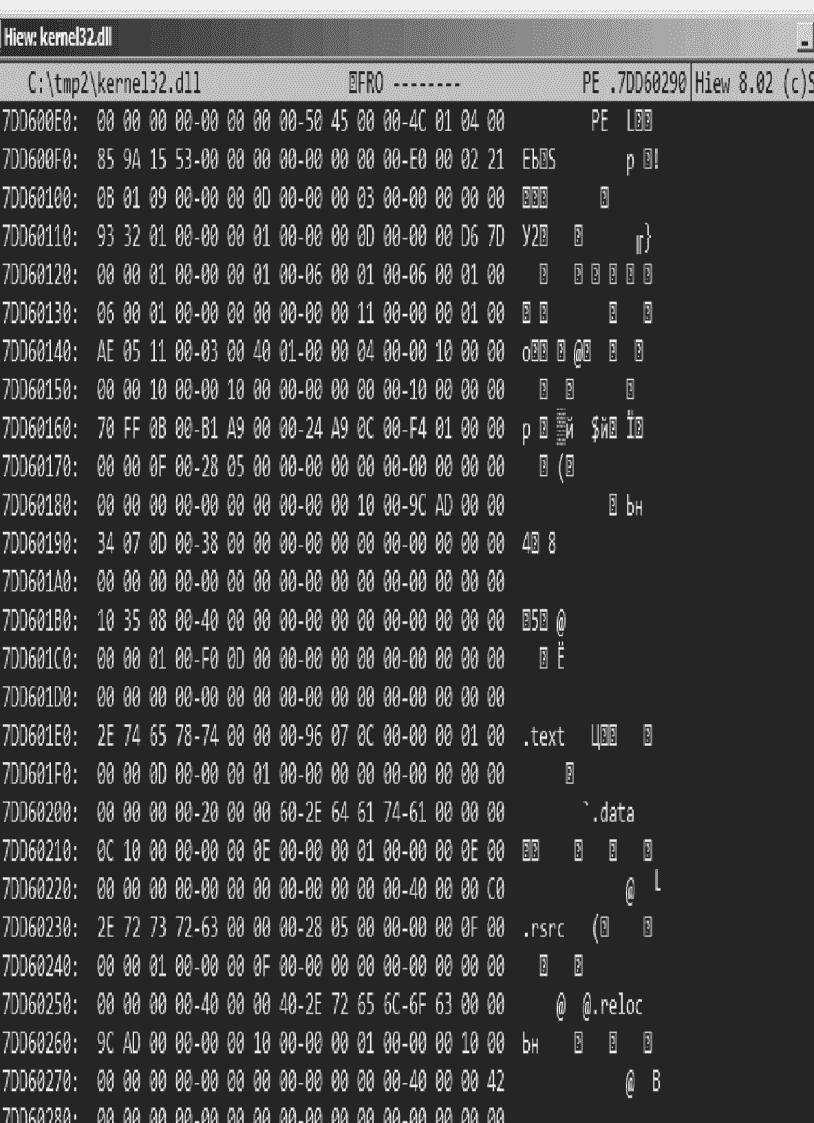 Hiew: kernel32.dll
C:\tmp2\kernel32.dll FRO -------- PE .7DD60290 Hiew 8.02 (c)S
7DD600E0: 00 00 00 00-00 00 00 00-50 45 00 00-4C 01 04 00 PE L
7DD600F0: 85 9A 15 53-00 00 00 00-00 00 00 00-E0 00 02 21 ЕЪ S р !
7DD60100: 0B 01 09 00-00 00 0D 00-00 00 03 00-00 00 00 00
7DD60110: 93 32 01 00-00 00 01 00-00 00 0D 00-00 00 D6 7D У2 ╓}
7DD60120: 00 00 01 00-00 00 01 00-06 00 01 00-06 00 01 00
7DD60130: 06 00 01 00-00 00 00 00-00 00 11 00-00 00 01 00
7DD60140: AE 05 11 00-03 00 40 01-00 00 04 00-00 10 00 00 о @
7DD60150: 00 00 10 00-00 10 00 00-00 00 00 00-10 00 00 00
7DD60160: 70 FF 0B 00-B1 A9 00 00-24 A9 0C 00-F4 01 00 00 р ▒й $й Ї
7DD60170: 00 00 0F 00-28 05 00 00-00 00 00 00-00 00 00 00 (
7DD60180: 00 00 00 00-00 00 00 00-00 00 10 00-9C AD 00 00 Ьн
7DD60190: 34 07 0D 00-38 00 00 00-00 00 00 00-00 00 00 00 4 8
7DD601A0: 00 00 00 00-00 00 00 00-00 00 00 00-00 00 00 00
7DD601B0: 10 35 08 00-40 00 00 00-00 00 00 00-00 00 00 00 5 @
7DD601C0: 00 00 01 00-F0 0D 00 00-00 00 00 00-00 00 00 00 Ё
7DD601D0: 00 00 00 00-00 00 00 00-00 00 00 00-00 00 00 00
7DD601E0: 2E 74 65 78-74 00 00 00-96 07 0C 00-00 00 01 00 .text Ц
7DD601F0: 00 00 0D 00-00 00 01 00-00 00 00 00-00 00 00 00
7DD60200: 00 00 00 00-20 00 00 60-2E 64 61 74-61 00 00 00 `.data
7DD60210: 0C 10 00 00-00 00 0E 00-00 00 01 00-00 00 0E 00
7DD60220: 00 00 00 00-00 00 00 00-00 00 00 00-40 00 00 C0 @ └
7DD60230: 2E 72 73 72-63 00 00 00-28 05 00 00-00 00 0F 00 .rsrc (
7DD60240: 00 00 01 00-00 00 0F 00-00 00 00 00-00 00 00 00
7DD60250: 00 00 00 00-40 00 00 40-2E 72 65 6C-6F 63 00 00 @ @.reloc
7DD60260: 9C AD 00 00-00 00 10 00-00 00 01 00-00 00 10 00 Ьн
7DD60270: 00 00 00 00-00 00 00 00-00 00 00 00-40 00 00 42 @ B
7DD60280: 00 00 00 00-00 00 00 00-00 00 00 00-00 00 00 00